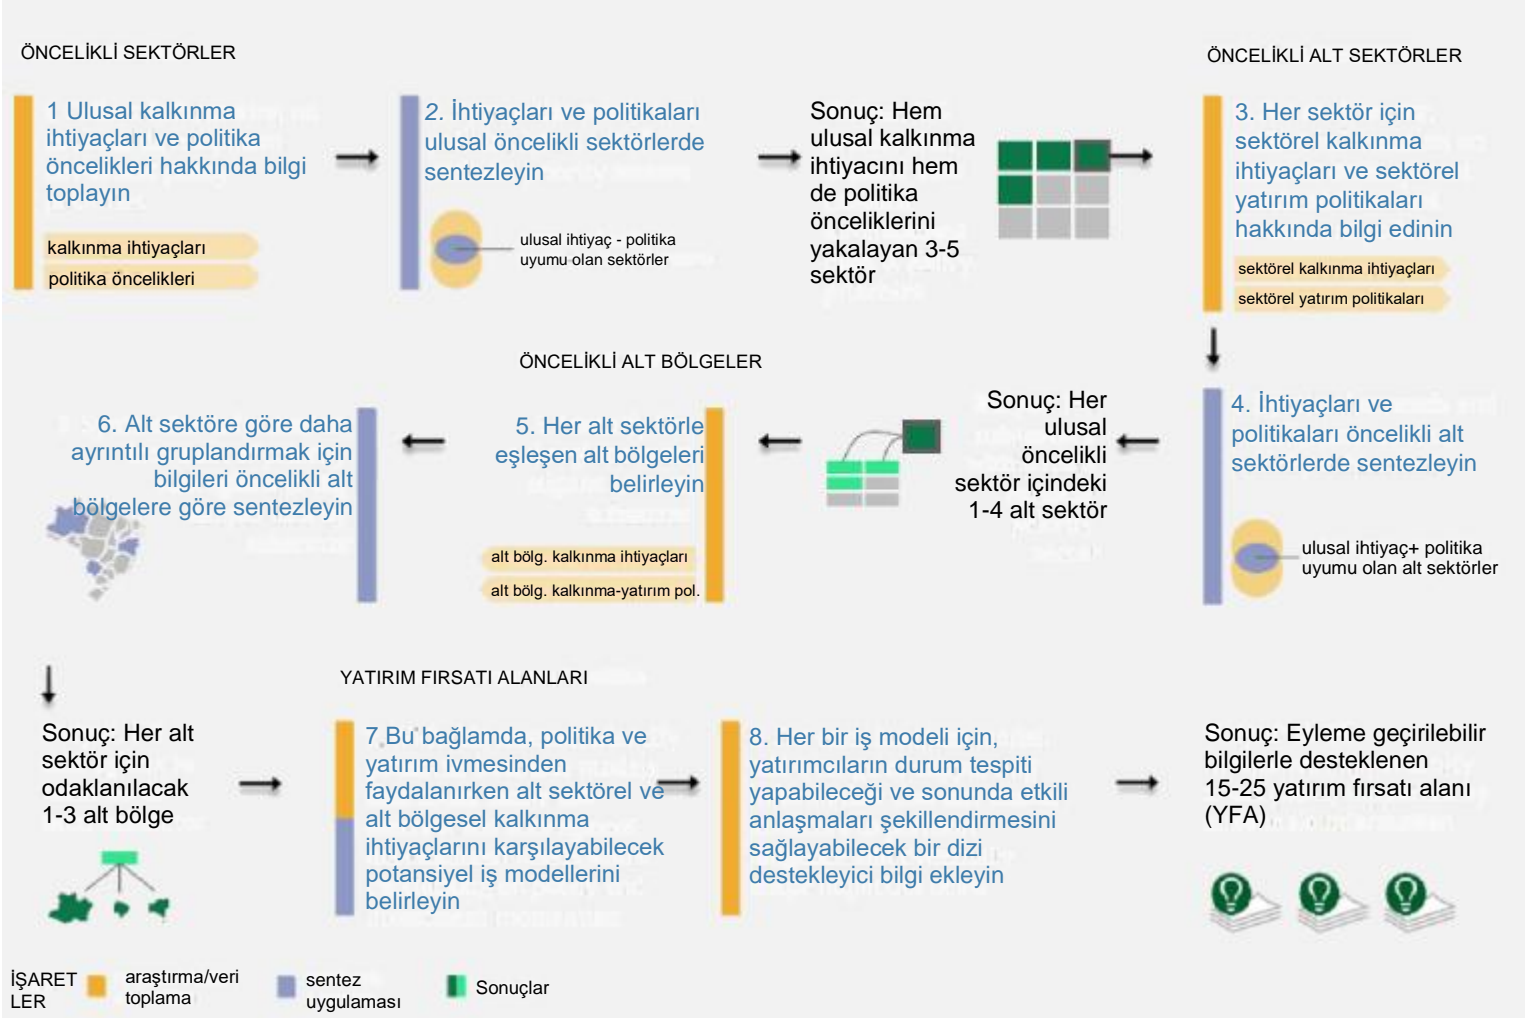 ÖNCELİKLİ SEKTÖRLER
1 Ulusal kalkınma
ihtiyaçları ve politika
öncelikleri hakkında bilgi
toplayın
kalkınma ihtiyaçları
politika öncelikleri
2. İhtiyaçları ve politikaları
ulusal öncelikli sektörlerde
sentezleyin
ulusal ihtiyaç - politika
uyumu olan sektörler
Sonuç: Hem
ulusal kalkınma
ihtiyacını hem
de politika
önceliklerini
yakalayan 3-5
sektör
ÖNCELİKLİ ALT SEKTÖRLER
3. Her sektör için
sektörel kalkınma
ihtiyaçları ve sektörel
yatırım politikaları
hakkında bilgi edinin
sektörel kalkınma ihtiyaçları
sektörel yatırım politikaları
4. İhtiyaçları ve
politikaları öncelikli alt
sektörlerde sentezleyin
ulusal ihtiyaç+ politika
uyumu olan alt sektörler
Sonuç: Her
ulusal
öncelikli
sektör içindeki
1-4 alt sektör
ÖNCELİKLİ ALT BÖLGELER
5. Her alt sektörle
eşleşen alt bölgeleri
belirleyin
alt bölg. kalkınma ihtiyaçları
alt bölg. kalkınma-yatırım pol.
6. Alt sektöre göre daha
ayrıntılı gruplandırmak için
bilgileri öncelikli alt
bölgelere göre sentezleyin
Sonuç: Her alt
sektör için
odaklanılacak
1-3 alt bölge
YATIRIM FIRSATI ALANLARI
7.Bu bağlamda, politika ve
yatırım ivmesinden
faydalanırken alt sektörel ve
alt bölgesel kalkınma
ihtiyaçlarını karşılayabilecek
potansiyel iş modellerini
belirleyin
8. Her bir iş modeli için,
yatırımcıların durum tespiti
yapabileceği ve sonunda etkili
anlaşmaları şekillendirmesini
sağlayabilecek bir dizi
destekleyici bilgi ekleyin
Sonuç: Eyleme geçirilebilir
bilgilerle desteklenen
15-25 yatırım fırsatı alanı
(YFA)
İŞARET
LER
araştırma/veri
toplama
sentez
uygulaması
Sonuçlar